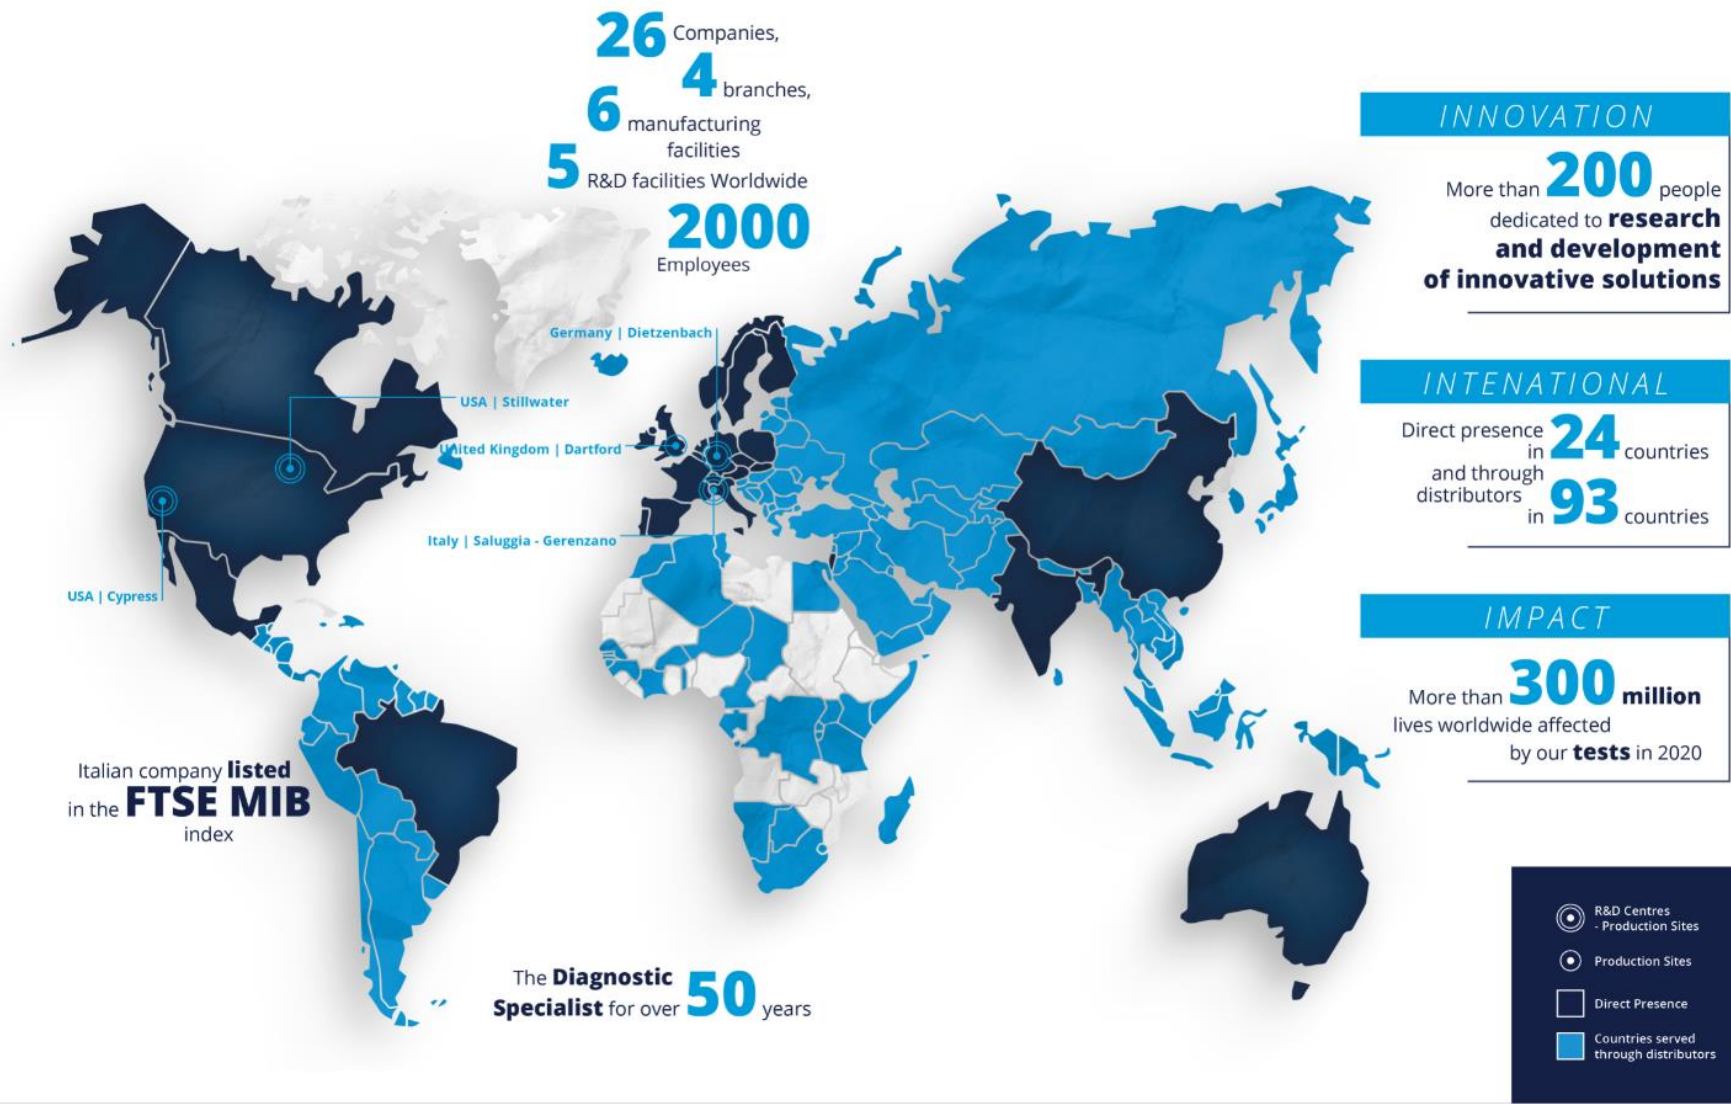 26 Companies,
4 branches,
6 manufacturing
facilities
5 R&D facilities Worldwide
2000
Employees
INNOVATION
More than 200 people
dedicated to research
and development
of innovative solutions
INTENATIONAL
Direct presence
in 24 countries
and through
distributors
in 93 countries
IMPACT
More than 300 million
lives worldwide affected
by our tests in 2020
Germany | Dietzenbach
USA | Stillwater
United Kingdom | Dartford
Italy | Saluggia - Gerenzano
USA | Cypress
Italian company listed
in the FTSE MIB
index
The Diagnostic
Specialist for over 50 years
R&D Centres
- Production Sites
Production Sites
Direct Presence
Countries served
through distributors